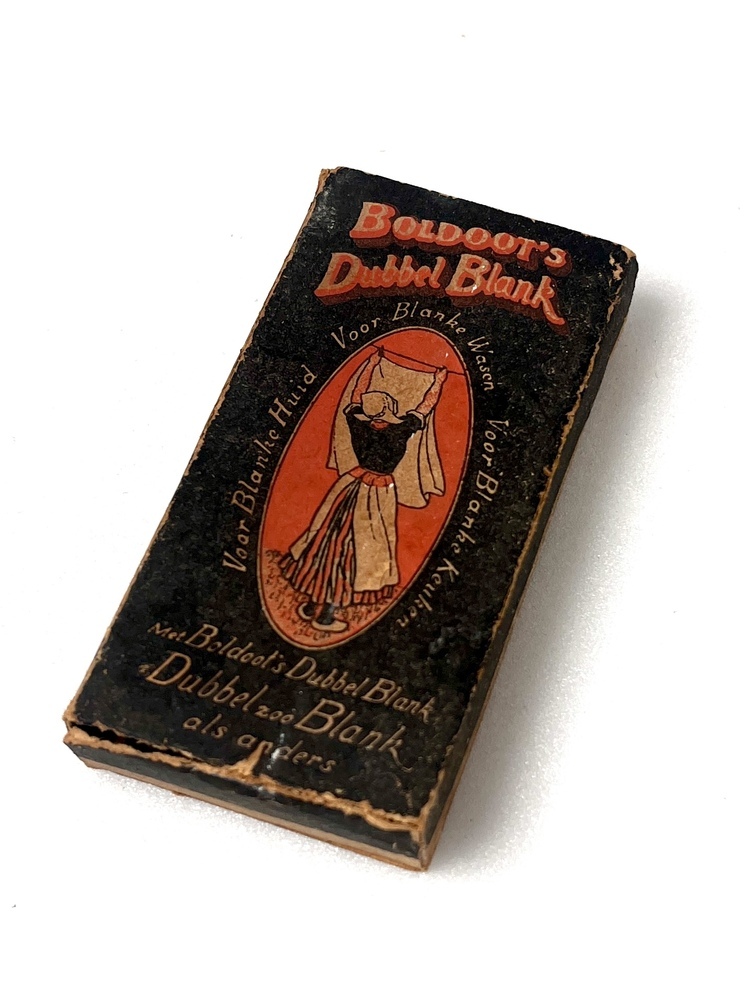 BOLDOOT'S
Dubbel Blank
Voor Blanke Huid
Voor Blanke Wasen
Voor Blanke Keuken
Met Boldoot's Dubbel Blank
's Dubbel zoo Blank
als anders